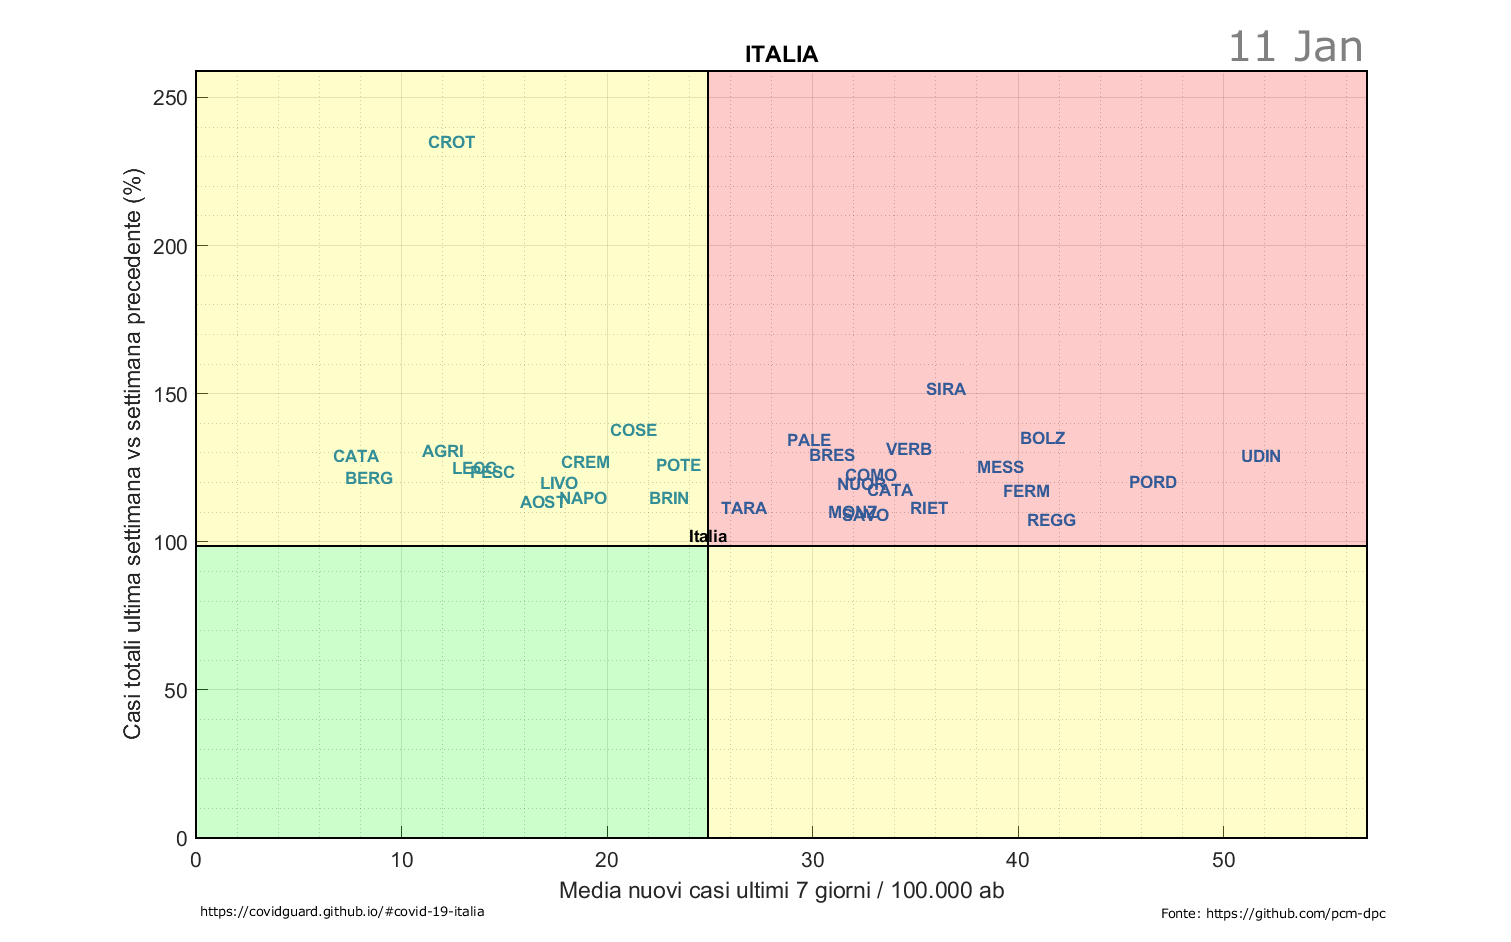 11 Jan
ITALIA
Casi totali ultima settimana vs settimana precedente (%)
250
200
150
100
50
0
CROT
SIRA
COSE
PALE
BOLZ
AGRI
VERB
CATA
BRES
UDIN
CREM
POTE
LECC
PESC
MESS
BERG
COMO
LIVO
NUOR
PORD
CATA
FERM
AOST
NAPO
BRIN
TARA
MONZ
SAVO
RIET
REGG
Italia
0 10 20 30 40 50
Media nuovi casi ultimi 7 giorni / 100.000 ab
https://covidguard.github.io/#covid-19-italia
Fonte: https://github.com/pcm-dpc